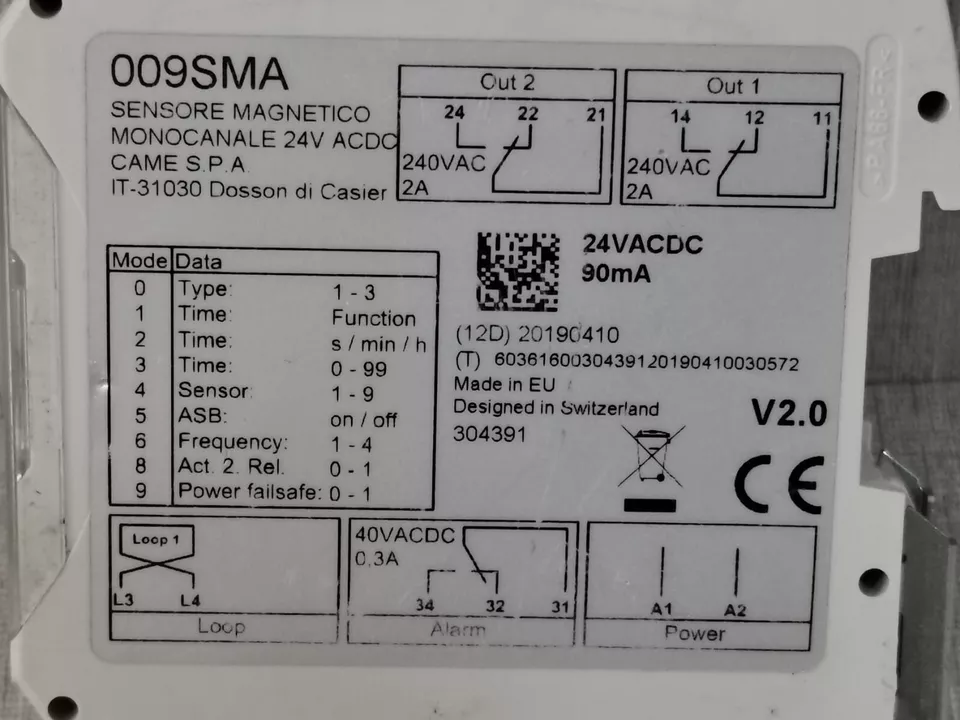 009SMA
SENSORE MAGNETICO
MONOCANALE 24V ACDC
CAME S.P.A
IT-31030 Dosson di Casier
Out 2
24 22 21
240VAC
2A
Out 1
14 12 11
240VAC
2A
>PA66-FR<
Mode Data
0 Type: 1 - 3
1 Time: Function
2 Time: s / min / h
3 Time: 0 - 99
4 Sensor: 1 - 9
5 ASB: on / off
6 Frequency: 1 - 4
8 Act. 2. Rel. 0 - 1
9 Power failsafe: 0 - 1
24VACDC
90mA
(12D) 20190410
(T) 603616003043912019041003057​2
Made in EU
Designed in Switzerland
304391
V2.0
CE
Loop 1
L3 L4
Loop
40VACDC
0,3A
34 32 31
Alarm
A1 A2
Power